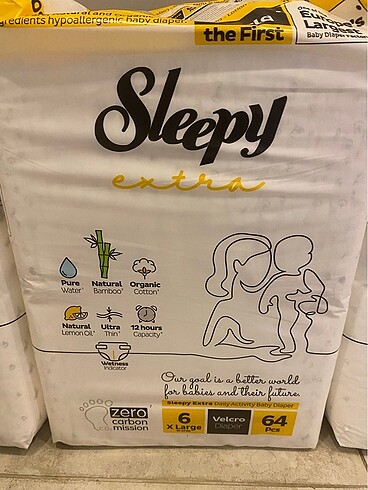 redients hypoallergenic baby diaper.
the First
Europe's
Largest
Sleepy
extra
Pure
Water*
Natural
Bamboo*
Organic
Cotton*
Natural
Lemon Oil*
Ultra
Thin*
12 hours
Capacity*
Wetness
Indicator
Our goal is a better world
for babies and their future.
Sleepy Extra Daily Activity Baby Diaper
CO₂
zero
carbon
mission
6
X Large
Velcro
Diaper
64
Pcs